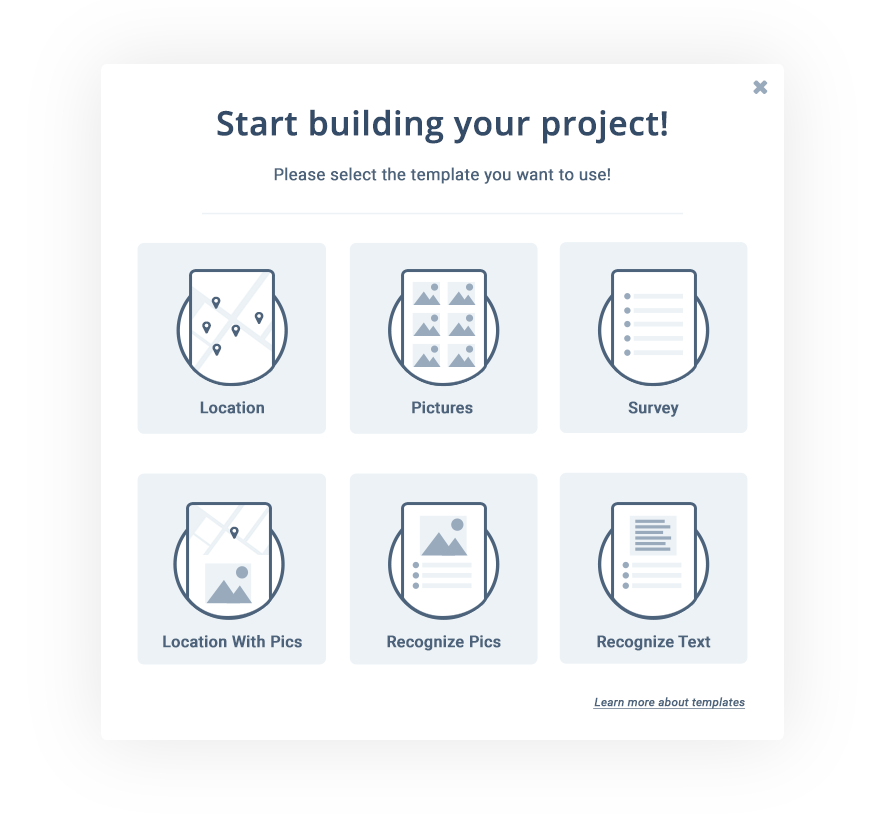 Start building your project!
Please select the template you want to use!
Location
Pictures
Survey
Location With Pics
Recognize Pics
Recognize Text
Learn more about templates